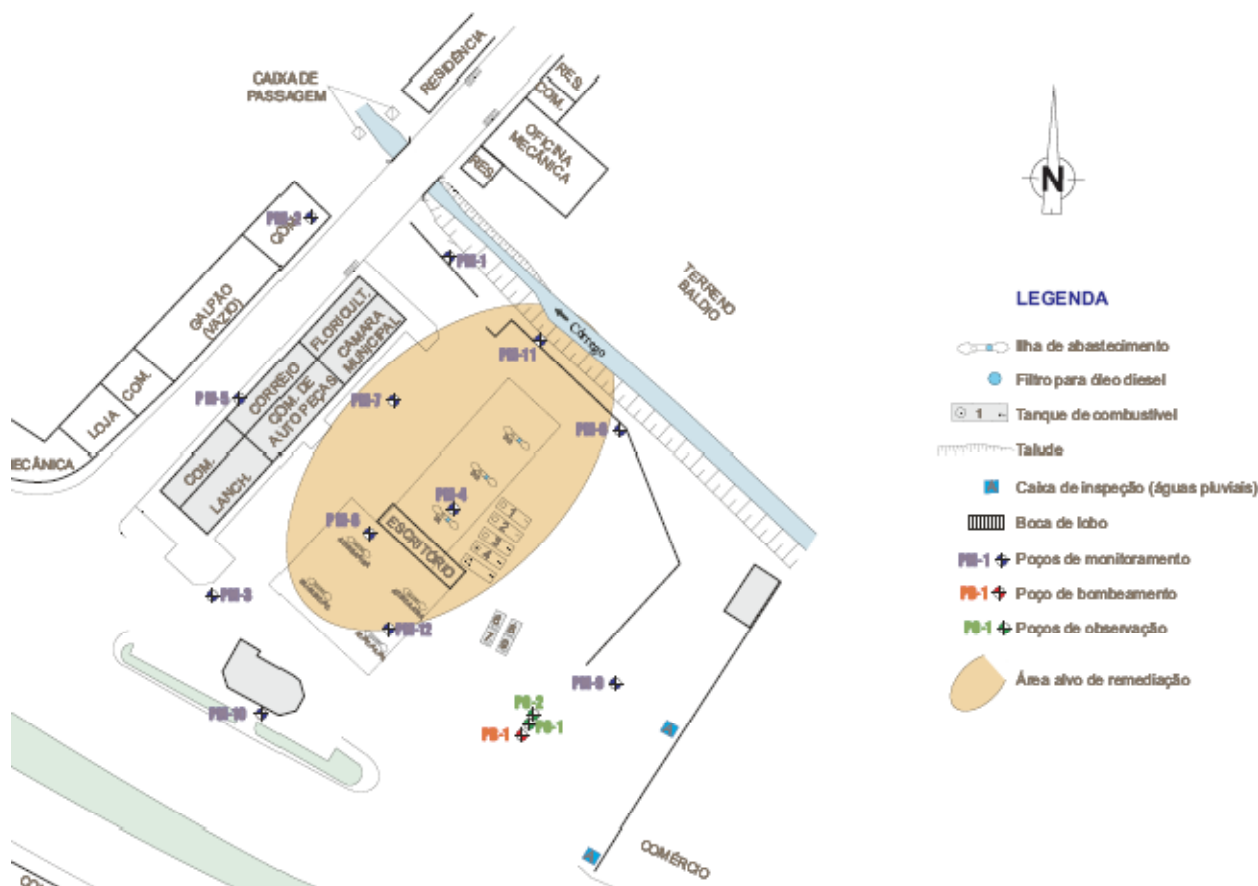 CAIXA DE
PASSAGEM
RESIDÊNCIA
RES.
COM.
OFICINA
MECÂNICA
RES.
PM-2
COM.
PM-1
TERRENO
BALDIO
GALPÃO
(VAZIO)
FLORICULT.
CÂMARA
MUNICIPAL
Córrego
PM-11
COM.
LOJA
MECÂNICA
PM-5
CORREIO
COM. DE
AUTO PEÇAS
PM-7
COM.
LANCH.
PM-4
1
2
3
4
PM-6
ESCRITÓRIO
PM-3
PM-12
6
7
8
9
PM-10
PO-2
PO-1
PB-1
COMÉRCIO
N
LEGENDA
Ilha de abastecimento
Filtro para óleo diesel
1 Tanque de combustível
Talude
Caixa de inspeção (águas pluviais)
Boca de lobo
PM-1 Poços de monitoramento
PB-1 Poço de bombeamento
PO-1 Poços de observação
Área alvo de remediação